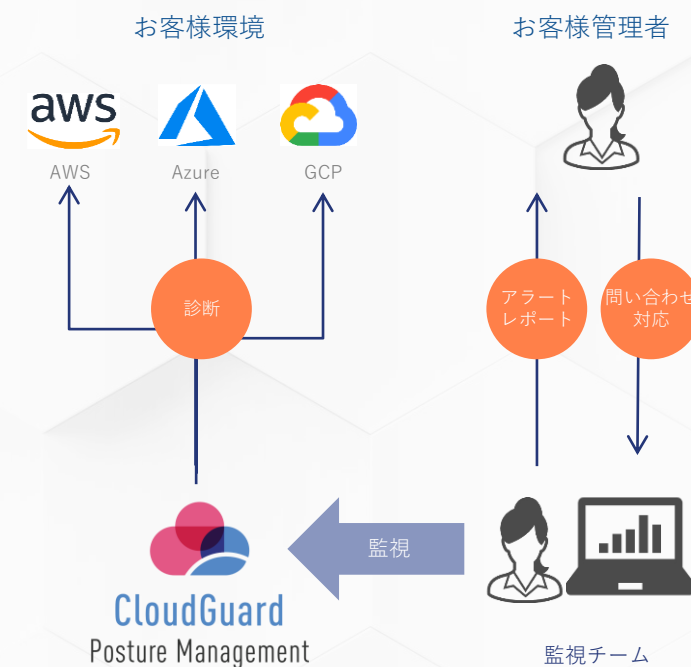 お客様環境
お客様管理者
aws
AWS
Azure
GCP
診断
アラート
レポート
問い合わせ
対応
監視
CloudGuard
Posture Management
監視チーム